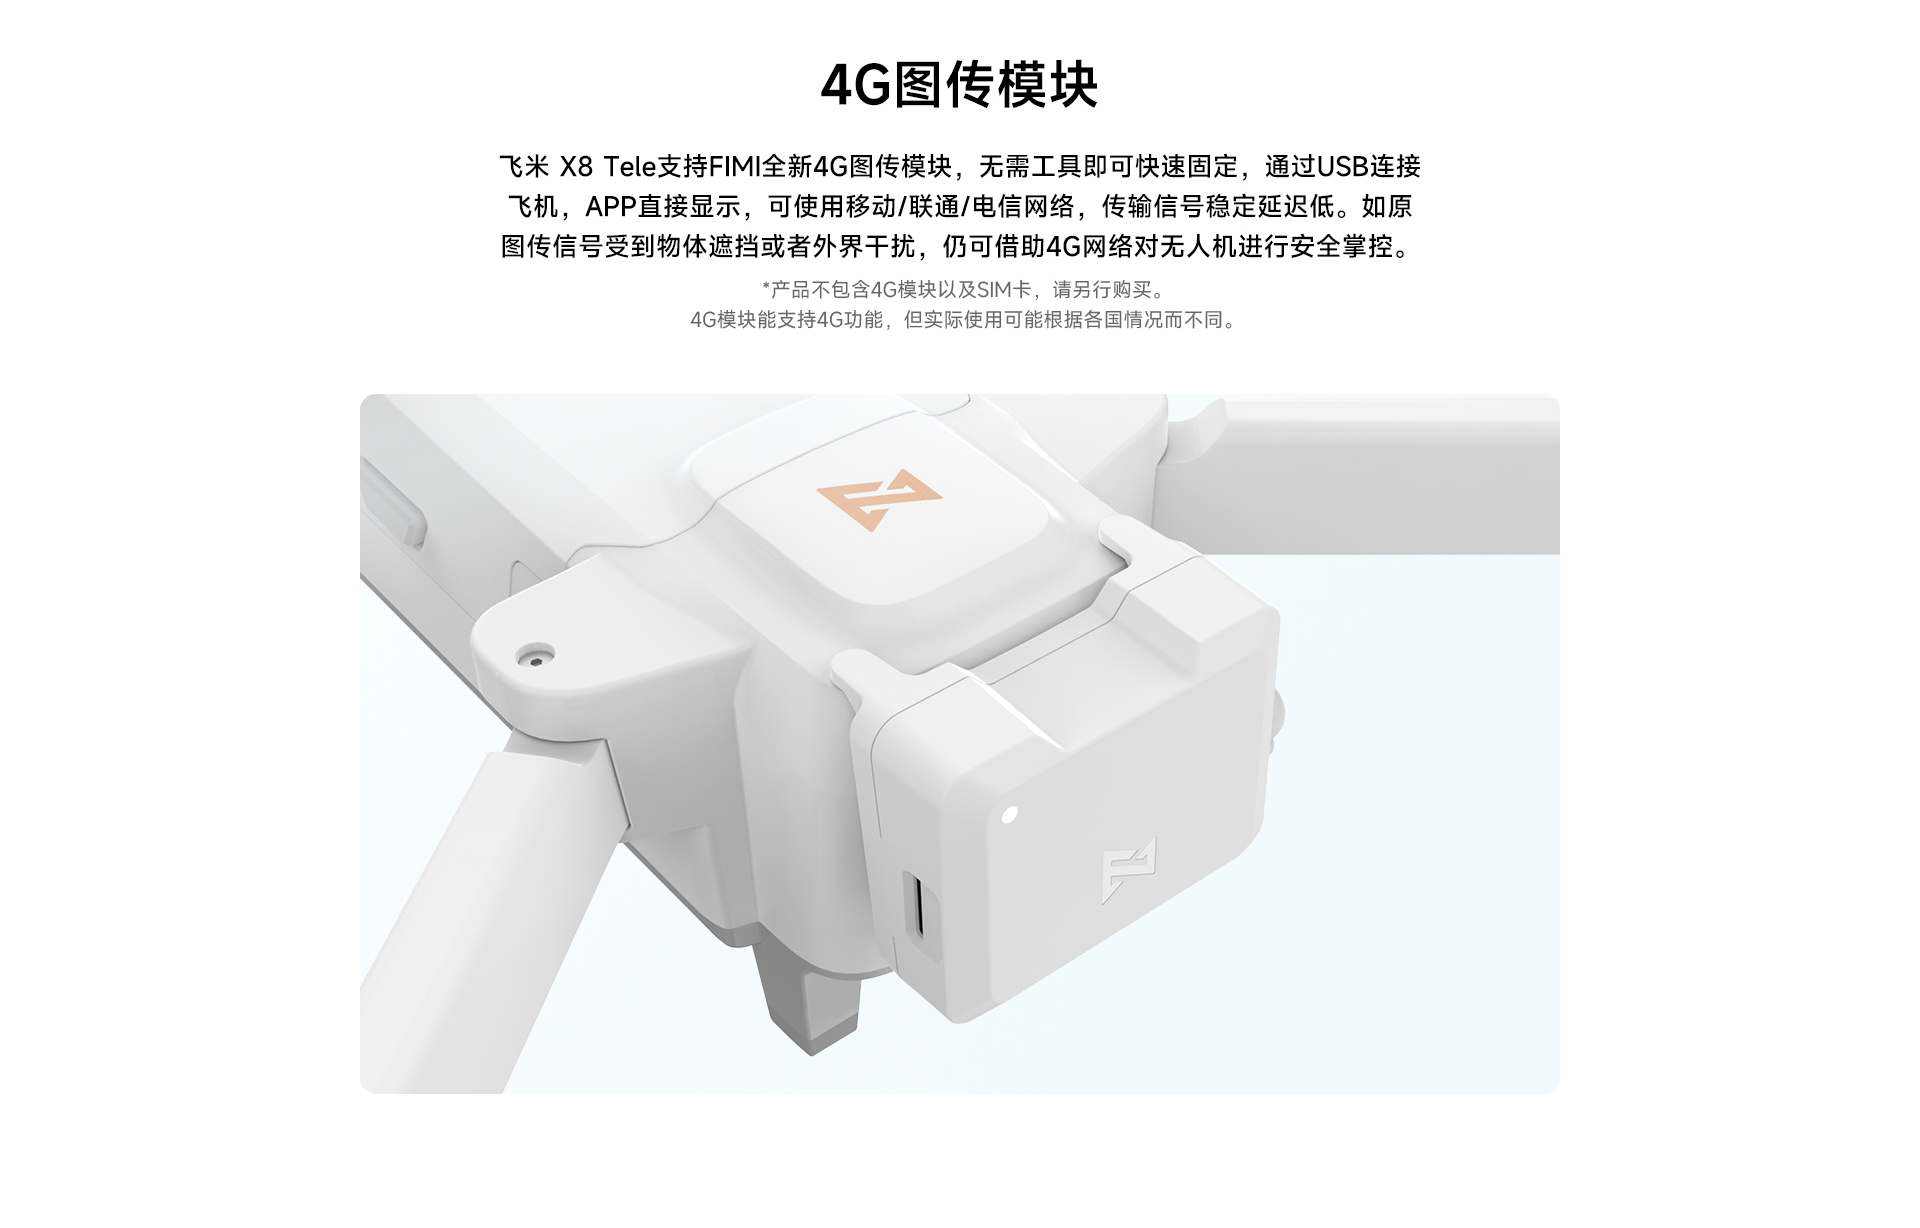 4G图传模块
飞米 X8 Tele支持FIMI全新4G图传模块，无需工具即可快速固定，通过USB连接
飞机，APP直接显示，可使用移动/联通/电信网络，传输信号稳定延迟低。如原
图传信号受到物体遮挡或者外界干扰，仍可借助4G网络对无人机进行安全掌控。
*产品不包含4G模块以及SIM卡，请另行购买。
4G模块能支持4G功能，但实际使用可能根据各国情况而不同。